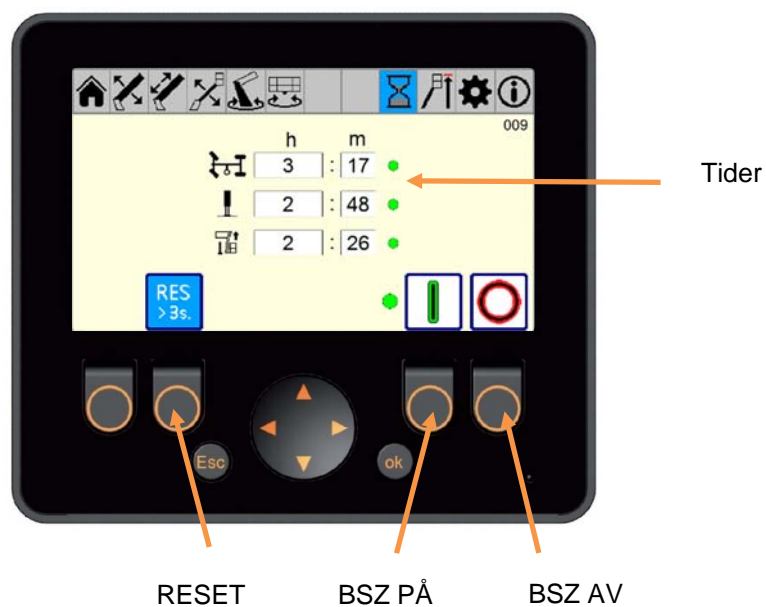 009
h m
3 : 17
Tider
2 : 48
2 : 26
RES
>3s.
Esc
ok
RESET
BSZ PÅ
BSZ AV